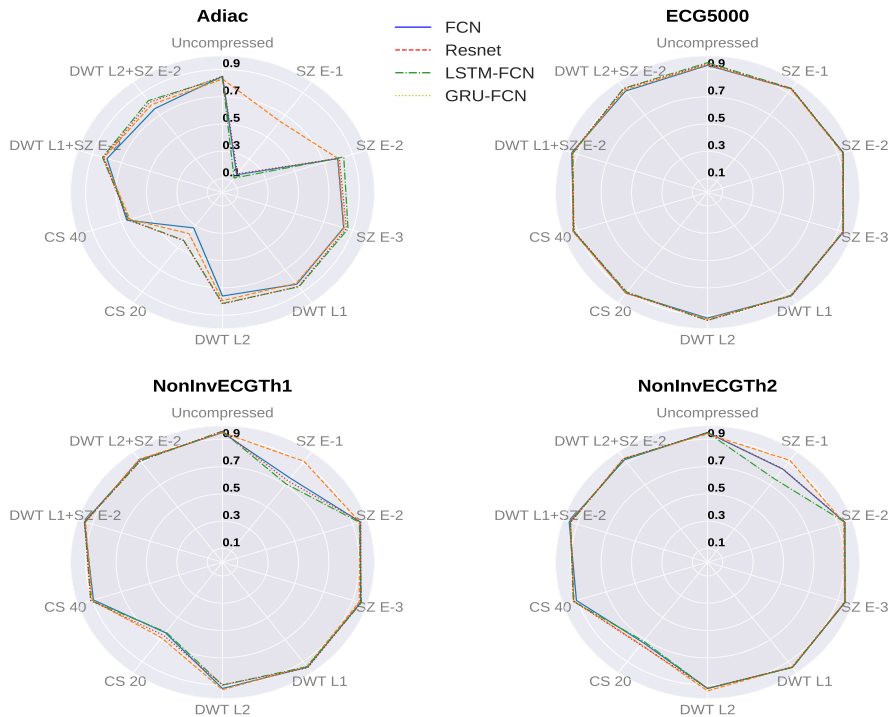 Adiac
Uncompressed
SZ E-1
SZ E-2
SZ E-3
DWT L1
DWT L2
CS 20
CS 40
DWT L1+SZ E-2
DWT L2+SZ E-2
0.9
0.7
0.5
0.3
0.1
FCN
Resnet
LSTM-FCN
GRU-FCN
ECG5000
Uncompressed
SZ E-1
SZ E-2
SZ E-3
DWT L1
DWT L2
CS 20
CS 40
DWT L1+SZ E-2
DWT L2+SZ E-2
0.9
0.7
0.5
0.3
0.1
NonInvECGTh1
Uncompressed
SZ E-1
SZ E-2
SZ E-3
DWT L1
DWT L2
CS 20
CS 40
DWT L1+SZ E-2
DWT L2+SZ E-2
0.9
0.7
0.5
0.3
0.1
NonInvECGTh2
Uncompressed
SZ E-1
SZ E-2
SZ E-3
DWT L1
DWT L2
CS 20
CS 40
DWT L1+SZ E-2
DWT L2+SZ E-2
0.9
0.7
0.5
0.3
0.1